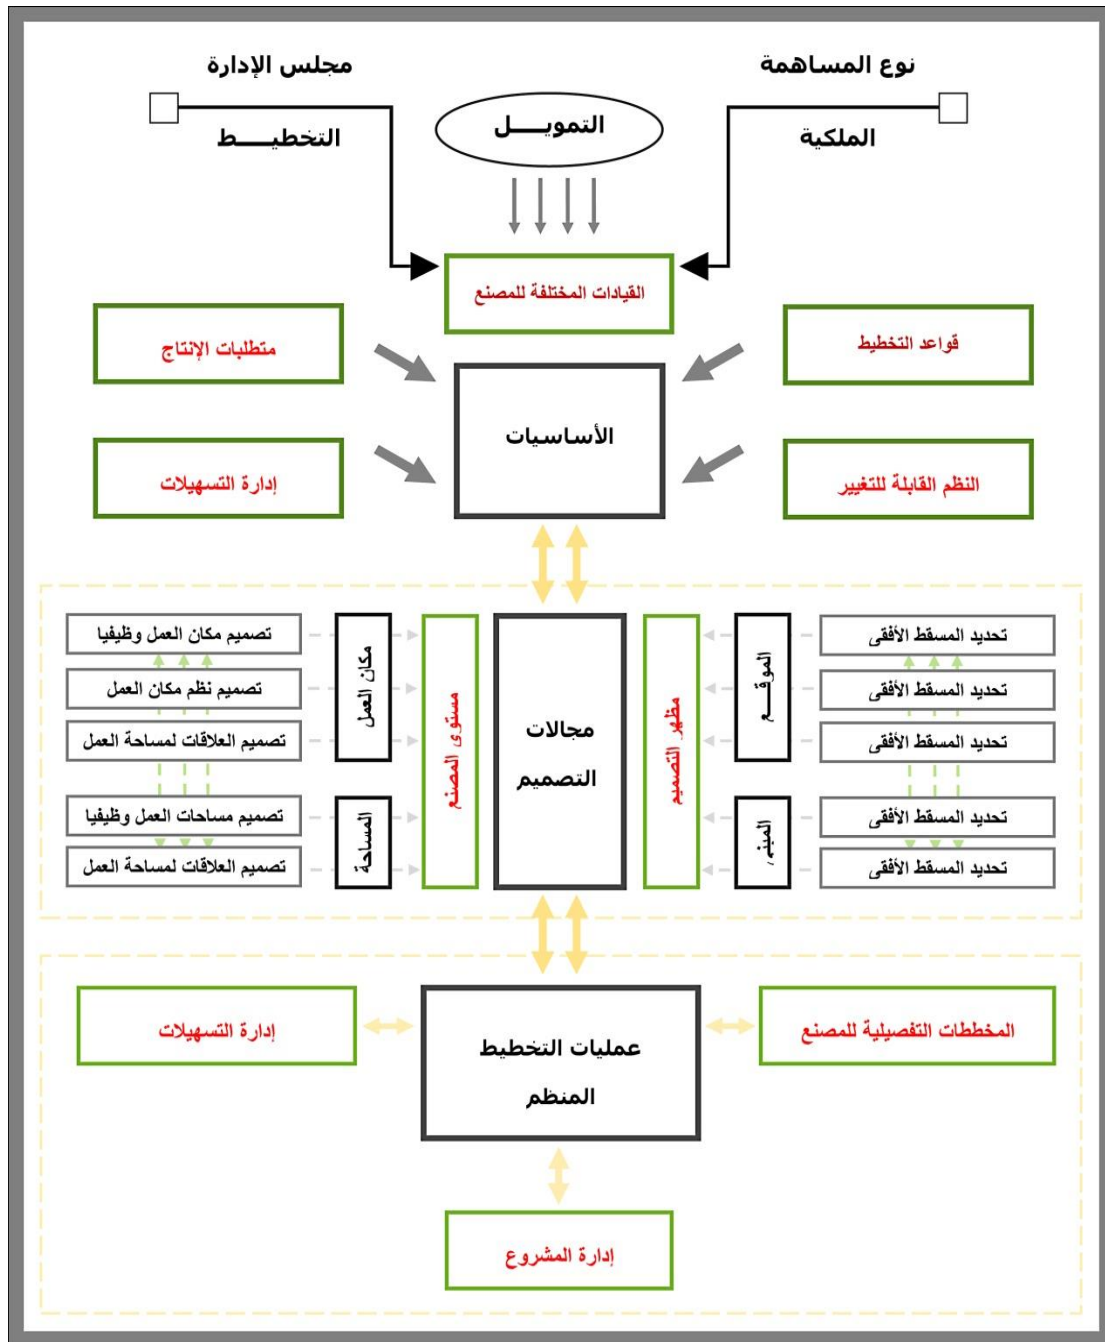 نوع المساهمة
مجلس الإدارة
التمويـــــل
الملكية
التخطيـــــط
القيادات المختلفة للمصنع
قواعد التخطيط
متطلبات الإنتاج
الأساسيات
النظم القابلة للتغيير
إدارة التسهيلات
تحديد المسقط الأفقى
تحديد المسقط الأفقى
تحديد المسقط الأفقى
تحديد المسقط الأفقى
تحديد المسقط الأفقى
الموقـــع
المبنى
مظهر التصميم
مجالات
التصميم
مستوى المصنع
مكان العمل
المساحة
تصميم مكان العمل وظيفيا
تصميم نظم مكان العمل
تصميم العلاقات لمساحة العمل
تصميم مساحات العمل وظيفيا
تصميم العلاقات لمساحة العمل
المخططات التفصيلية للمصنع
عمليات التخطيط
المنظم
إدارة التسهيلات
إدارة المشروع